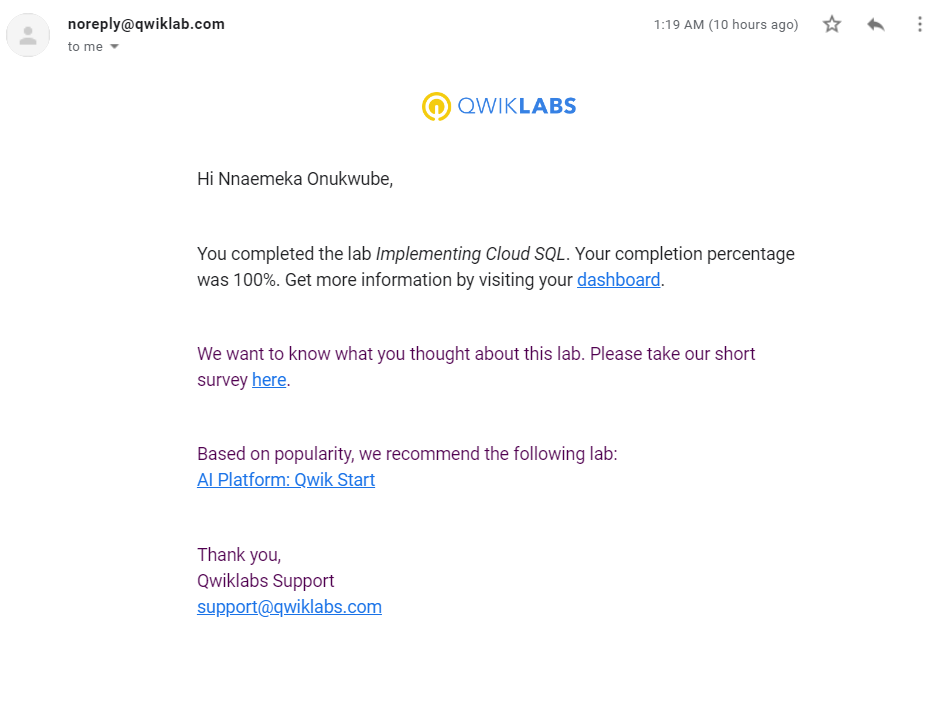 noreply@qwiklab.com
1:19 AM (10 hours ago)
to me
QWIKLABS
Hi Nnaemeka Onukwube,
You completed the lab Implementing Cloud SQL. Your completion percentage
was 100%. Get more information by visiting your dashboard.
We want to know what you thought about this lab. Please take our short
survey here.
Based on popularity, we recommend the following lab:
AI Platform: Qwik Start
Thank you,
Qwiklabs Support
support@qwiklabs.com